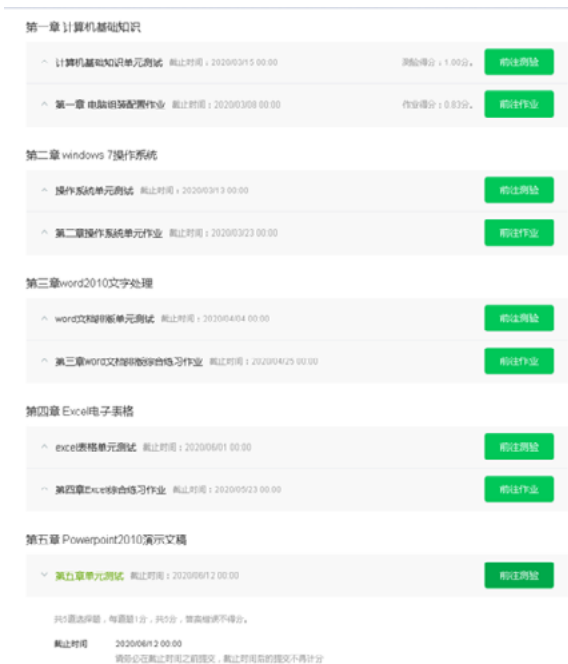 第一章 计算机基础知识
计算机基础知识单元测试 截止时间：2020/03/15 00:00 测验得分：1.00分。 前往测验
第一章 电脑组装配置作业 截止时间：2020/03/08 00:00 作业得分：0.83分。 前往作业
第二章 windows 7操作系统
操作系统单元测试 截止时间：2020/03/13 00:00 前往测验
第二章操作系统单元作业 截止时间：2020/03/23 00:00 前往作业
第三章word2010文字处理
word文档排版单元测试 截止时间：2020/04/04 00:00 前往测验
第三章word文档排版综合练习作业 截止时间：2020/04/25 00:00 前往作业
第四章 Excel电子表格
excel表格单元测试 截止时间：2020/06/01 00:00 前往测验
第四章Excel综合练习作业 截止时间：2020/05/23 00:00 前往作业
第五章 Powerpoint2010演示文稿
第五章单元测试 截止时间：2020/06/12 00:00 前往测验
共5道选择题，每道题1分，共5分，答案错误不得分。
截止时间 2020/06/12 00:00
请务必在截止时间之前提交，截止时间后的提交不再计分